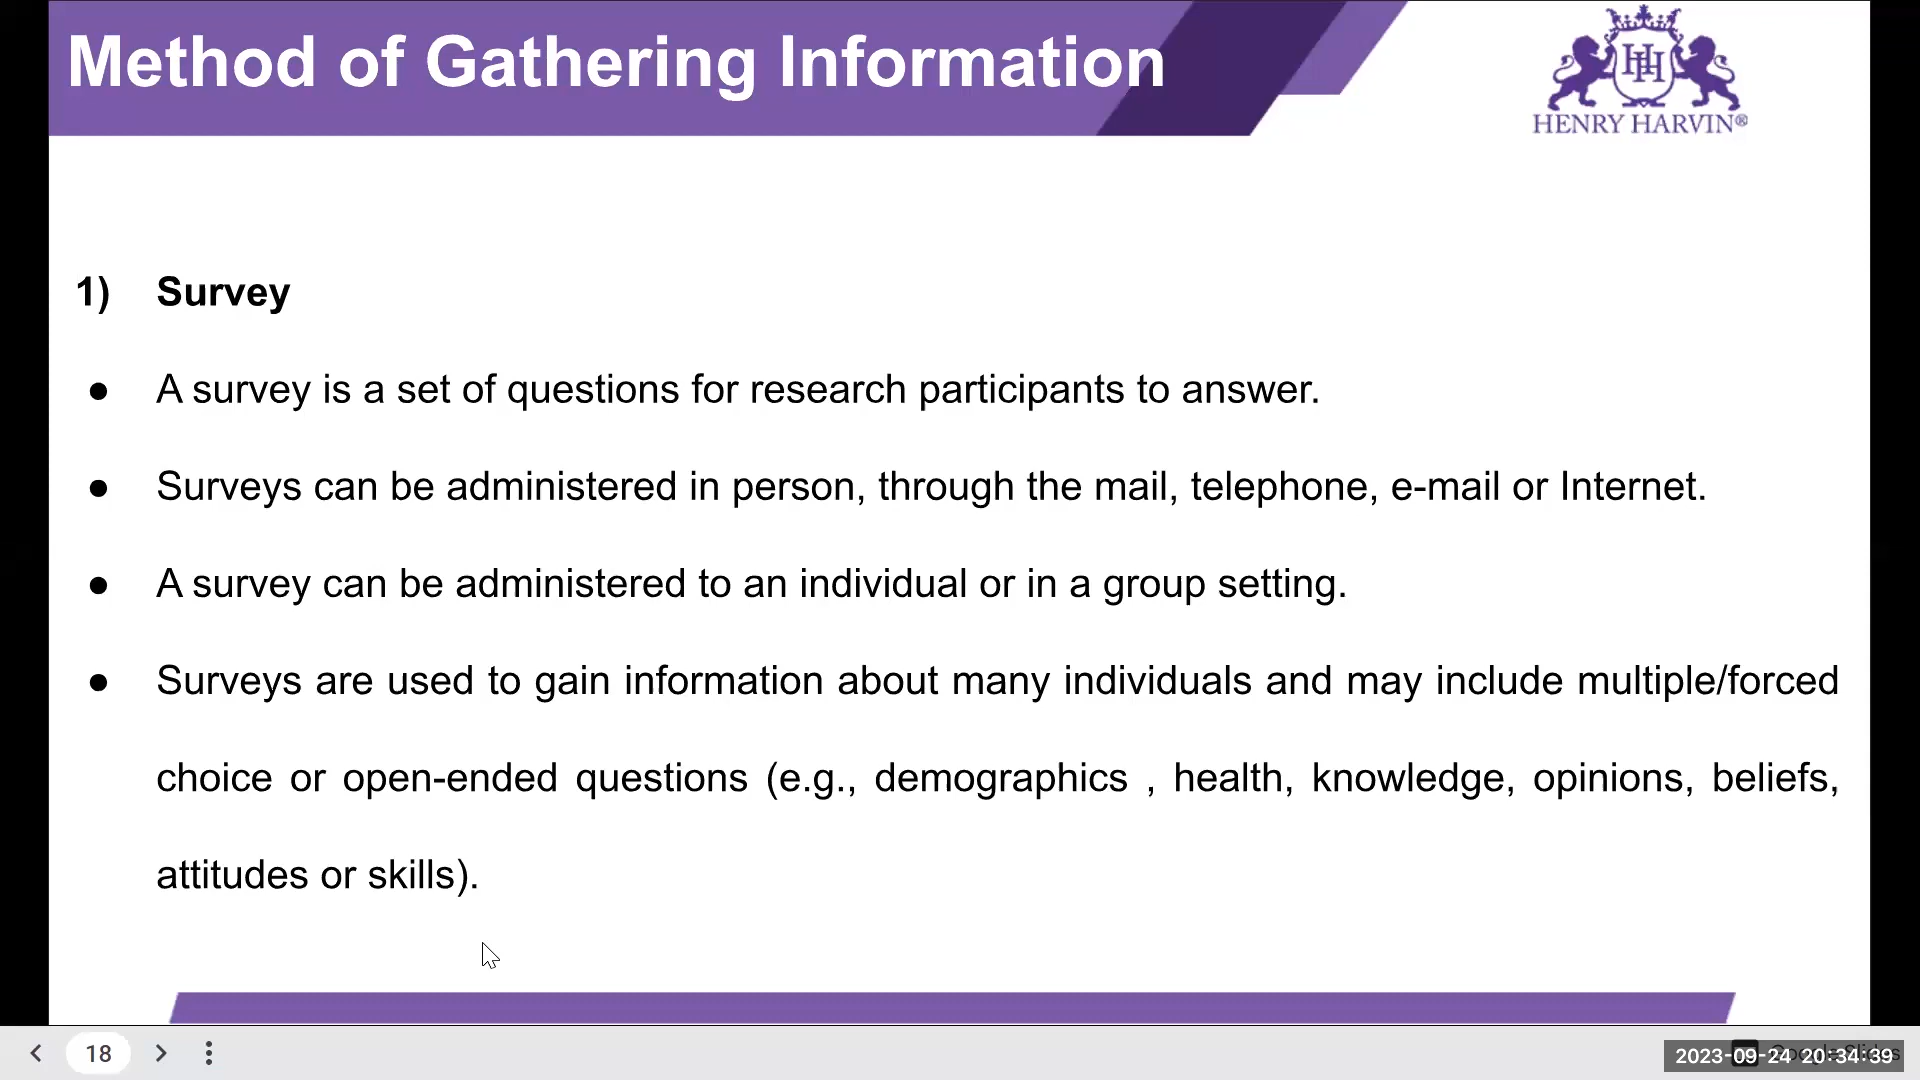 Method of Gathering Information
HENRY HARVIN®
1) Survey
● A survey is a set of questions for research participants to answer.
● Surveys can be administered in person, through the mail, telephone, e-mail or Internet.
● A survey can be administered to an individual or in a group setting.
● Surveys are used to gain information about many individuals and may include multiple/forced
choice or open-ended questions (e.g., demographics , health, knowledge, opinions, beliefs,
attitudes or skills).
18
2023-09-24 20:34:39